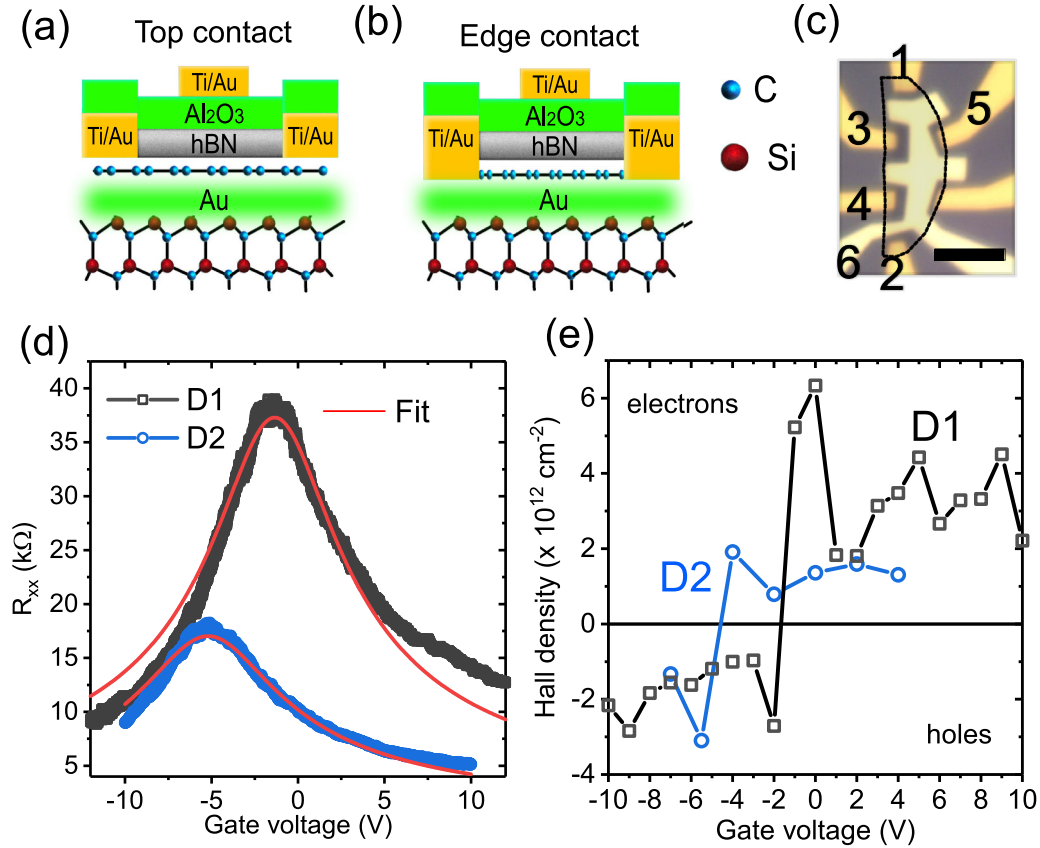 (a) Top contact
Ti/Au
Al₂O₃
Ti/Au hBN Ti/Au
Au
(b) Edge contact
Ti/Au
Al₂O₃
Ti/Au hBN Ti/Au
Au
C
Si
(c)
1
5
3
4
6
2
(d)
40
35
30
25
20
15
10
5
Rxx (kΩ)
D1
D2
Fit
-10 -5 0 5 10
Gate voltage (V)
(e)
6
4
2
0
-2
-4
Hall density (x 10¹² cm⁻²)
electrons
D1
D2
holes
-10 -8 -6 -4 -2 0 2 4 6 8 10
Gate voltage (V)